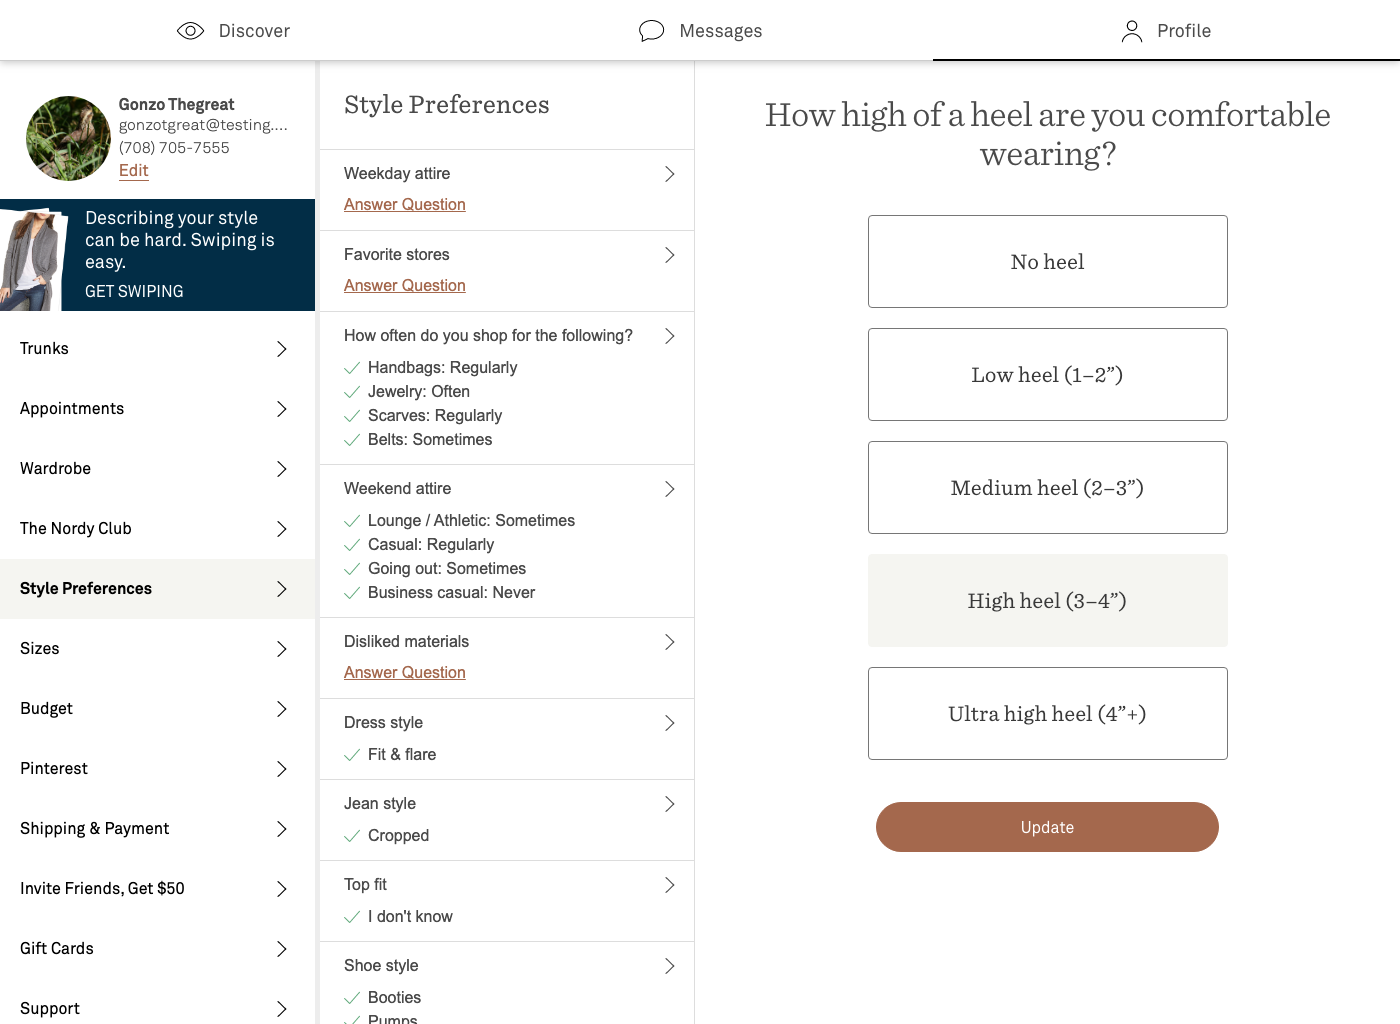 Discover
Messages
Profile
Gonzo Thegreat
gonzotgreat@testing....
(708) 705-7555
Edit
Describing your style
can be hard. Swiping is
easy.
GET SWIPING
Trunks
Appointments
Wardrobe
The Nordy Club
Style Preferences
Sizes
Budget
Pinterest
Shipping & Payment
Invite Friends, Get $50
Gift Cards
Support
Style Preferences
Weekday attire
Answer Question
Favorite stores
Answer Question
How often do you shop for the following?
Handbags: Regularly
Jewelry: Often
Scarves: Regularly
Belts: Sometimes
Weekend attire
Lounge / Athletic: Sometimes
Casual: Regularly
Going out: Sometimes
Business casual: Never
Disliked materials
Answer Question
Dress style
Fit & flare
Jean style
Cropped
Top fit
I don't know
Shoe style
Booties
Pumps
How high of a heel are you comfortable
wearing?
No heel
Low heel (1–2”)
Medium heel (2–3”)
High heel (3–4”)
Ultra high heel (4”+)
Update